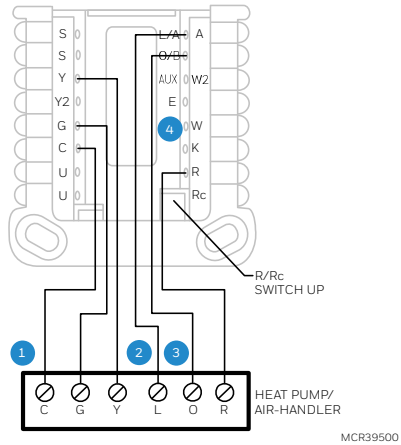 S L/A A
S O/B
Y AUX W2
Y2 E
G 4 W
C K
U R
U Rc
R/Rc
SWITCH UP
1 2 3
HEAT PUMP/
C G Y L O R AIR-HANDLER
MCR39500